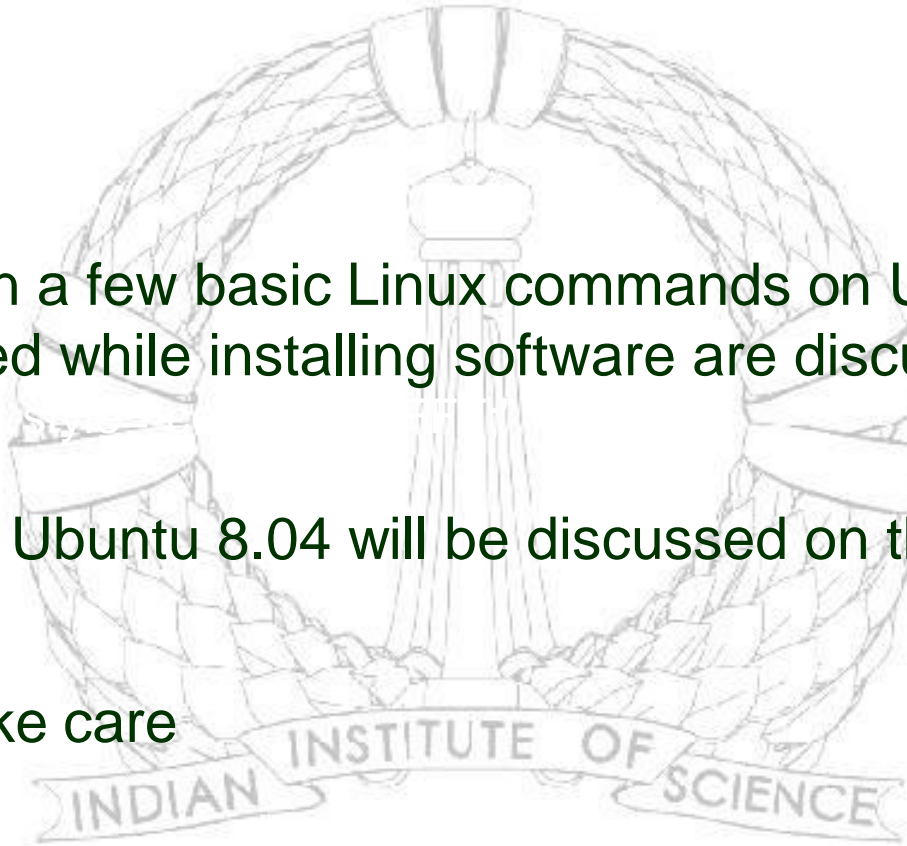 n a few basic Linux commands on U
ed while installing software are discu
Ubuntu 8.04 will be discussed on th
ke care
INDIAN INSTITUTE OF SCIENCE